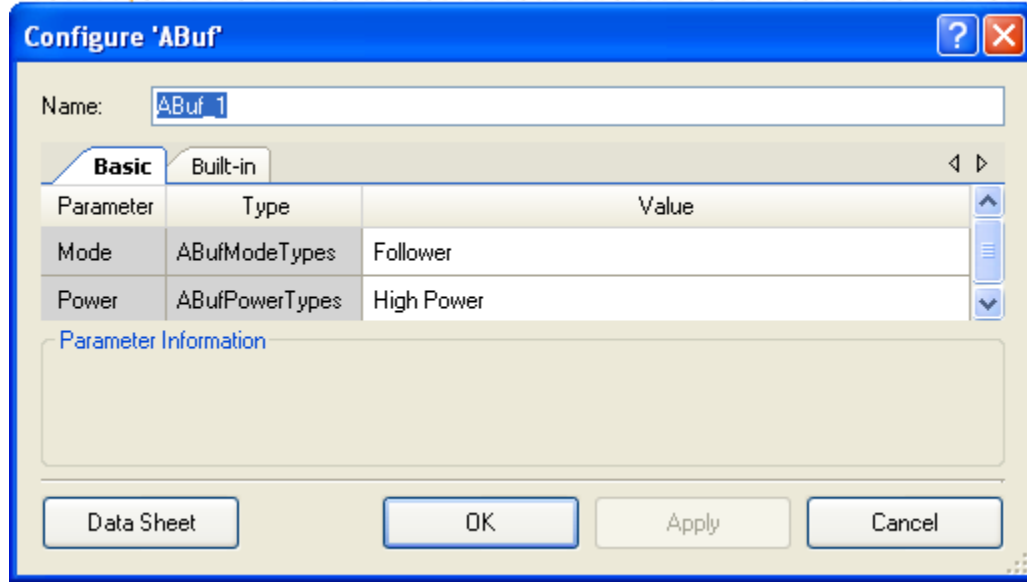 Configure 'ABuf'
Name: ABuf_1
Basic Built-in
Parameter Type Value
Mode ABufModeTypes Follower
Power ABufPowerTypes High Power
Parameter Information
Data Sheet OK Apply Cancel